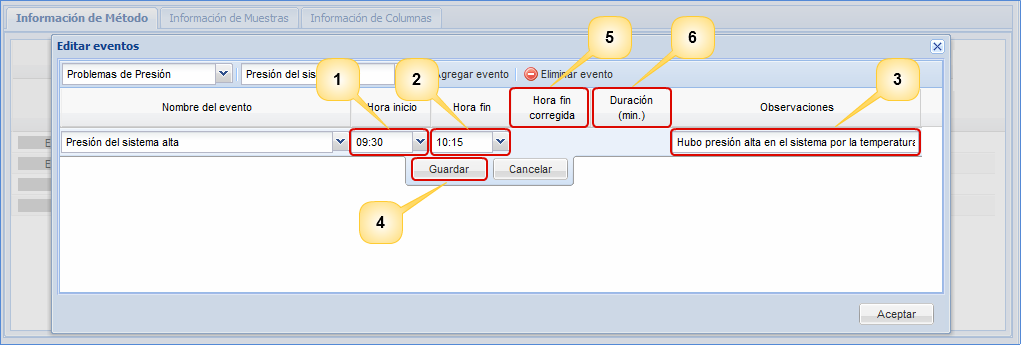 Información de Método Información de Muestras Información de Columnas
Editar eventos
5 6
Problemas de Presión Presión del 1 2 Agregar evento Eliminar evento 3
Nombre del evento Hora inicio Hora fin Hora fin corregida Duración (min.) Observaciones
Presión del sistema alta 09:30 10:15 Hubo presión alta en el sistema por la temperatura
Guardar Cancelar
4
Aceptar